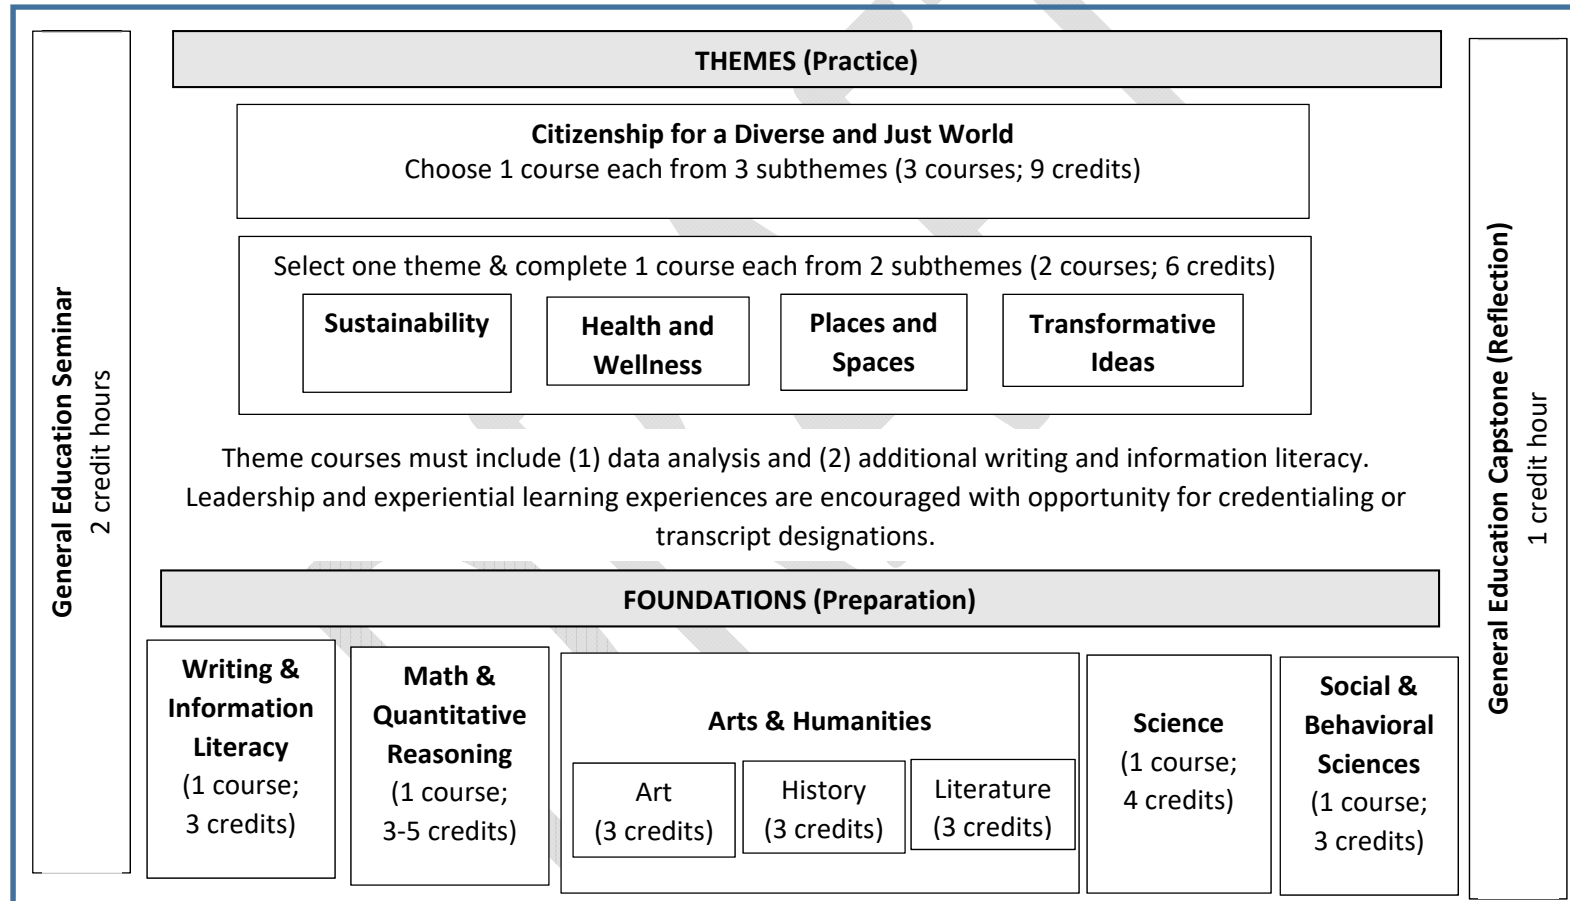 General Education Seminar
2 credit hours
THEMES (Practice)
Citizenship for a Diverse and Just World
Choose 1 course each from 3 subthemes (3 courses; 9 credits)
Select one theme & complete 1 course each from 2 subthemes (2 courses; 6 credits)
Sustainability
Health and
Wellness
Places and
Spaces
Transformative
Ideas
Theme courses must include (1) data analysis and (2) additional writing and information literacy.
Leadership and experiential learning experiences are encouraged with opportunity for credentialing or
transcript designations.
FOUNDATIONS (Preparation)
Writing &
Information
Literacy
(1 course;
3 credits)
Math &
Quantitative
Reasoning
(1 course;
3-5 credits)
Arts & Humanities
Art
(3 credits)
History
(3 credits)
Literature
(3 credits)
Science
(1 course;
4 credits)
Social &
Behavioral
Sciences
(1 course;
3 credits)
General Education Capstone (Reflection)
1 credit hour